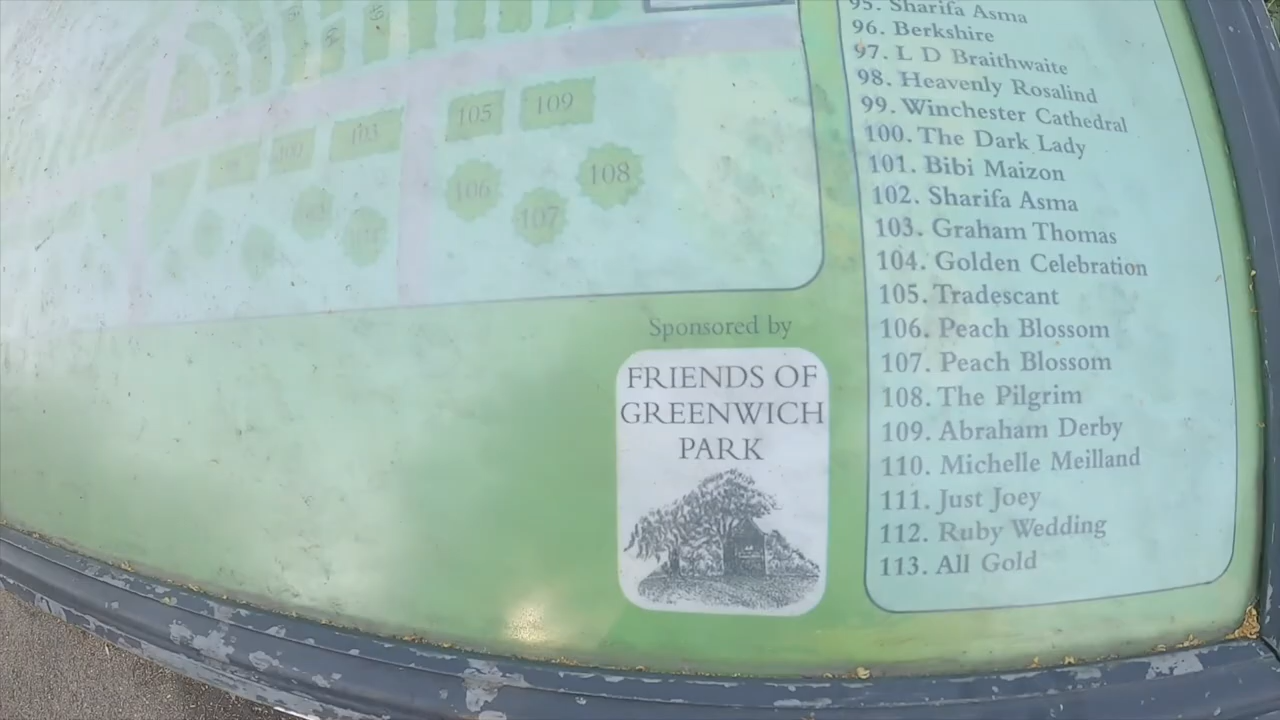 105
109
100
103
106
108
107
Sponsored by
FRIENDS OF
GREENWICH
PARK
95. Sharifa Asma
96. Berkshire
97. L D Braithwaite
98. Heavenly Rosalind
99. Winchester Cathedral
100. The Dark Lady
101. Bibi Maizon
102. Sharifa Asma
103. Graham Thomas
104. Golden Celebration
105. Tradescant
106. Peach Blossom
107. Peach Blossom
108. The Pilgrim
109. Abraham Derby
110. Michelle Meilland
111. Just Joey
112. Ruby Wedding
113. All Gold